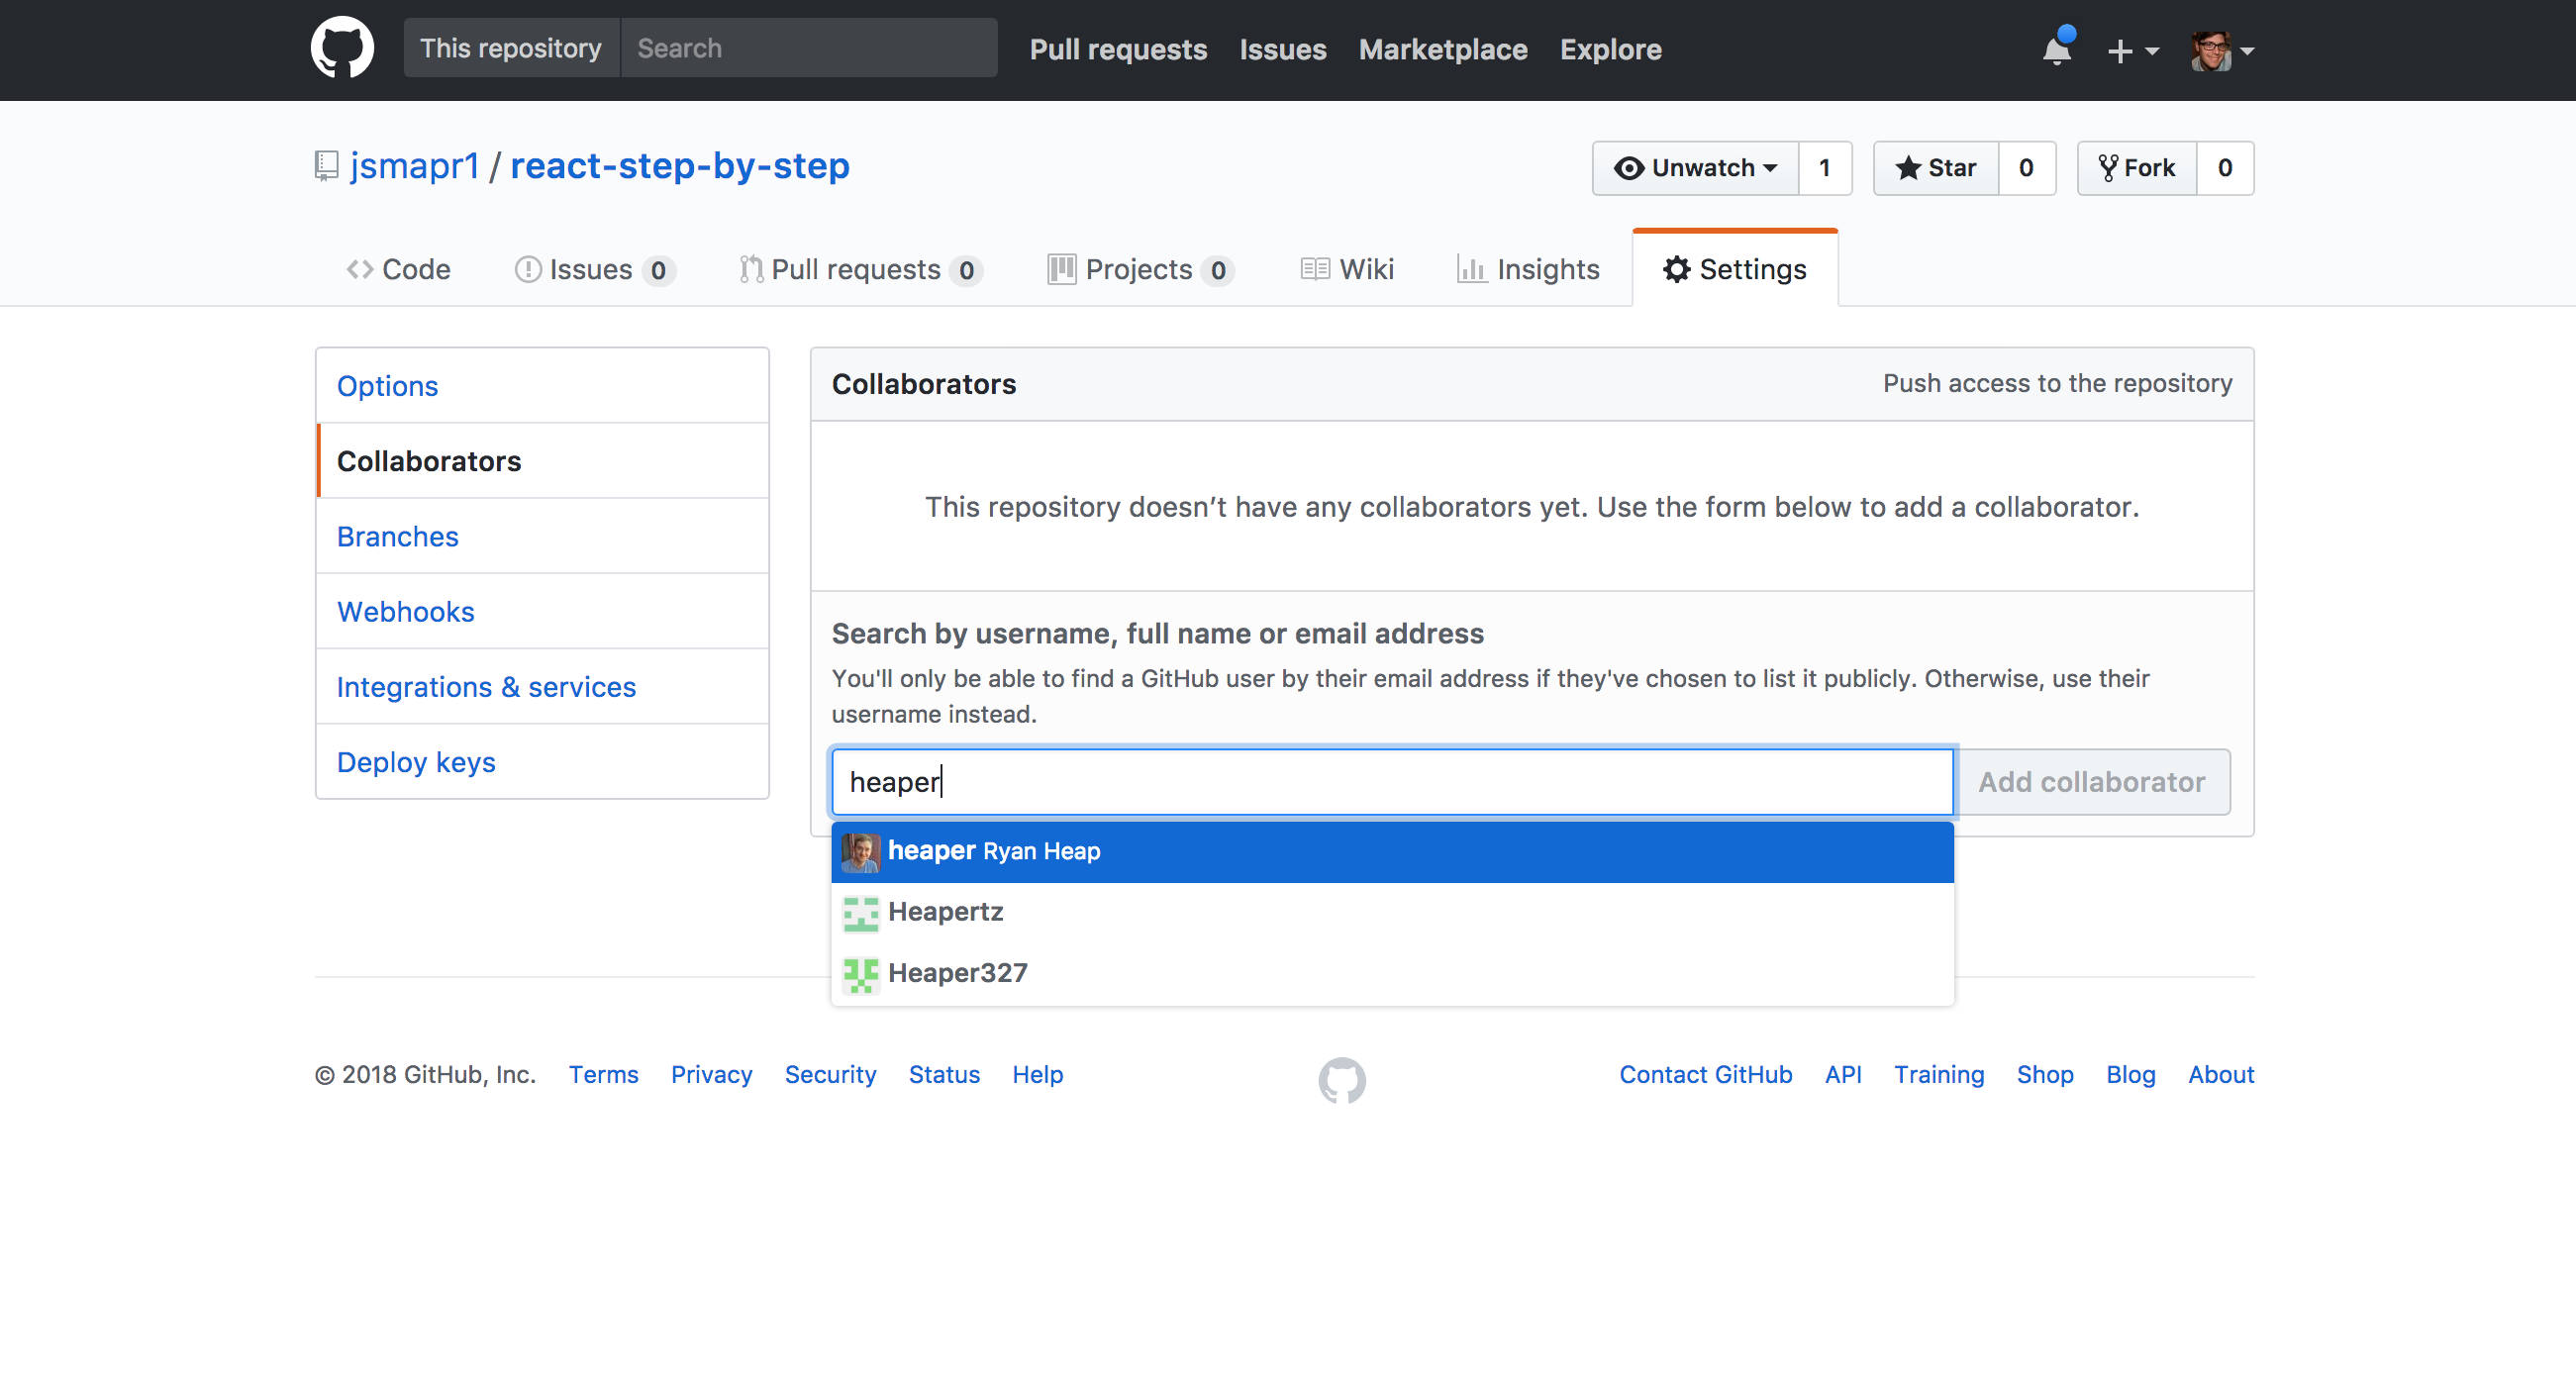 This repository Search Pull requests Issues Marketplace Explore
jsmapr1 / react-step-by-step Unwatch 1 Star 0 Fork 0
Code Issues 0 Pull requests 0 Projects 0 Wiki Insights Settings
Options
Collaborators
Branches
Webhooks
Integrations & services
Deploy keys
Collaborators Push access to the repository
This repository doesn’t have any collaborators yet. Use the form below to add a collaborator.
Search by username, full name or email address
You'll only be able to find a GitHub user by their email address if they've chosen to list it publicly. Otherwise, use their
username instead.
heaper Add collaborator
heaper Ryan Heap
Heapertz
Heaper327
© 2018 GitHub, Inc. Terms Privacy Security Status Help Contact GitHub API Training Shop Blog About